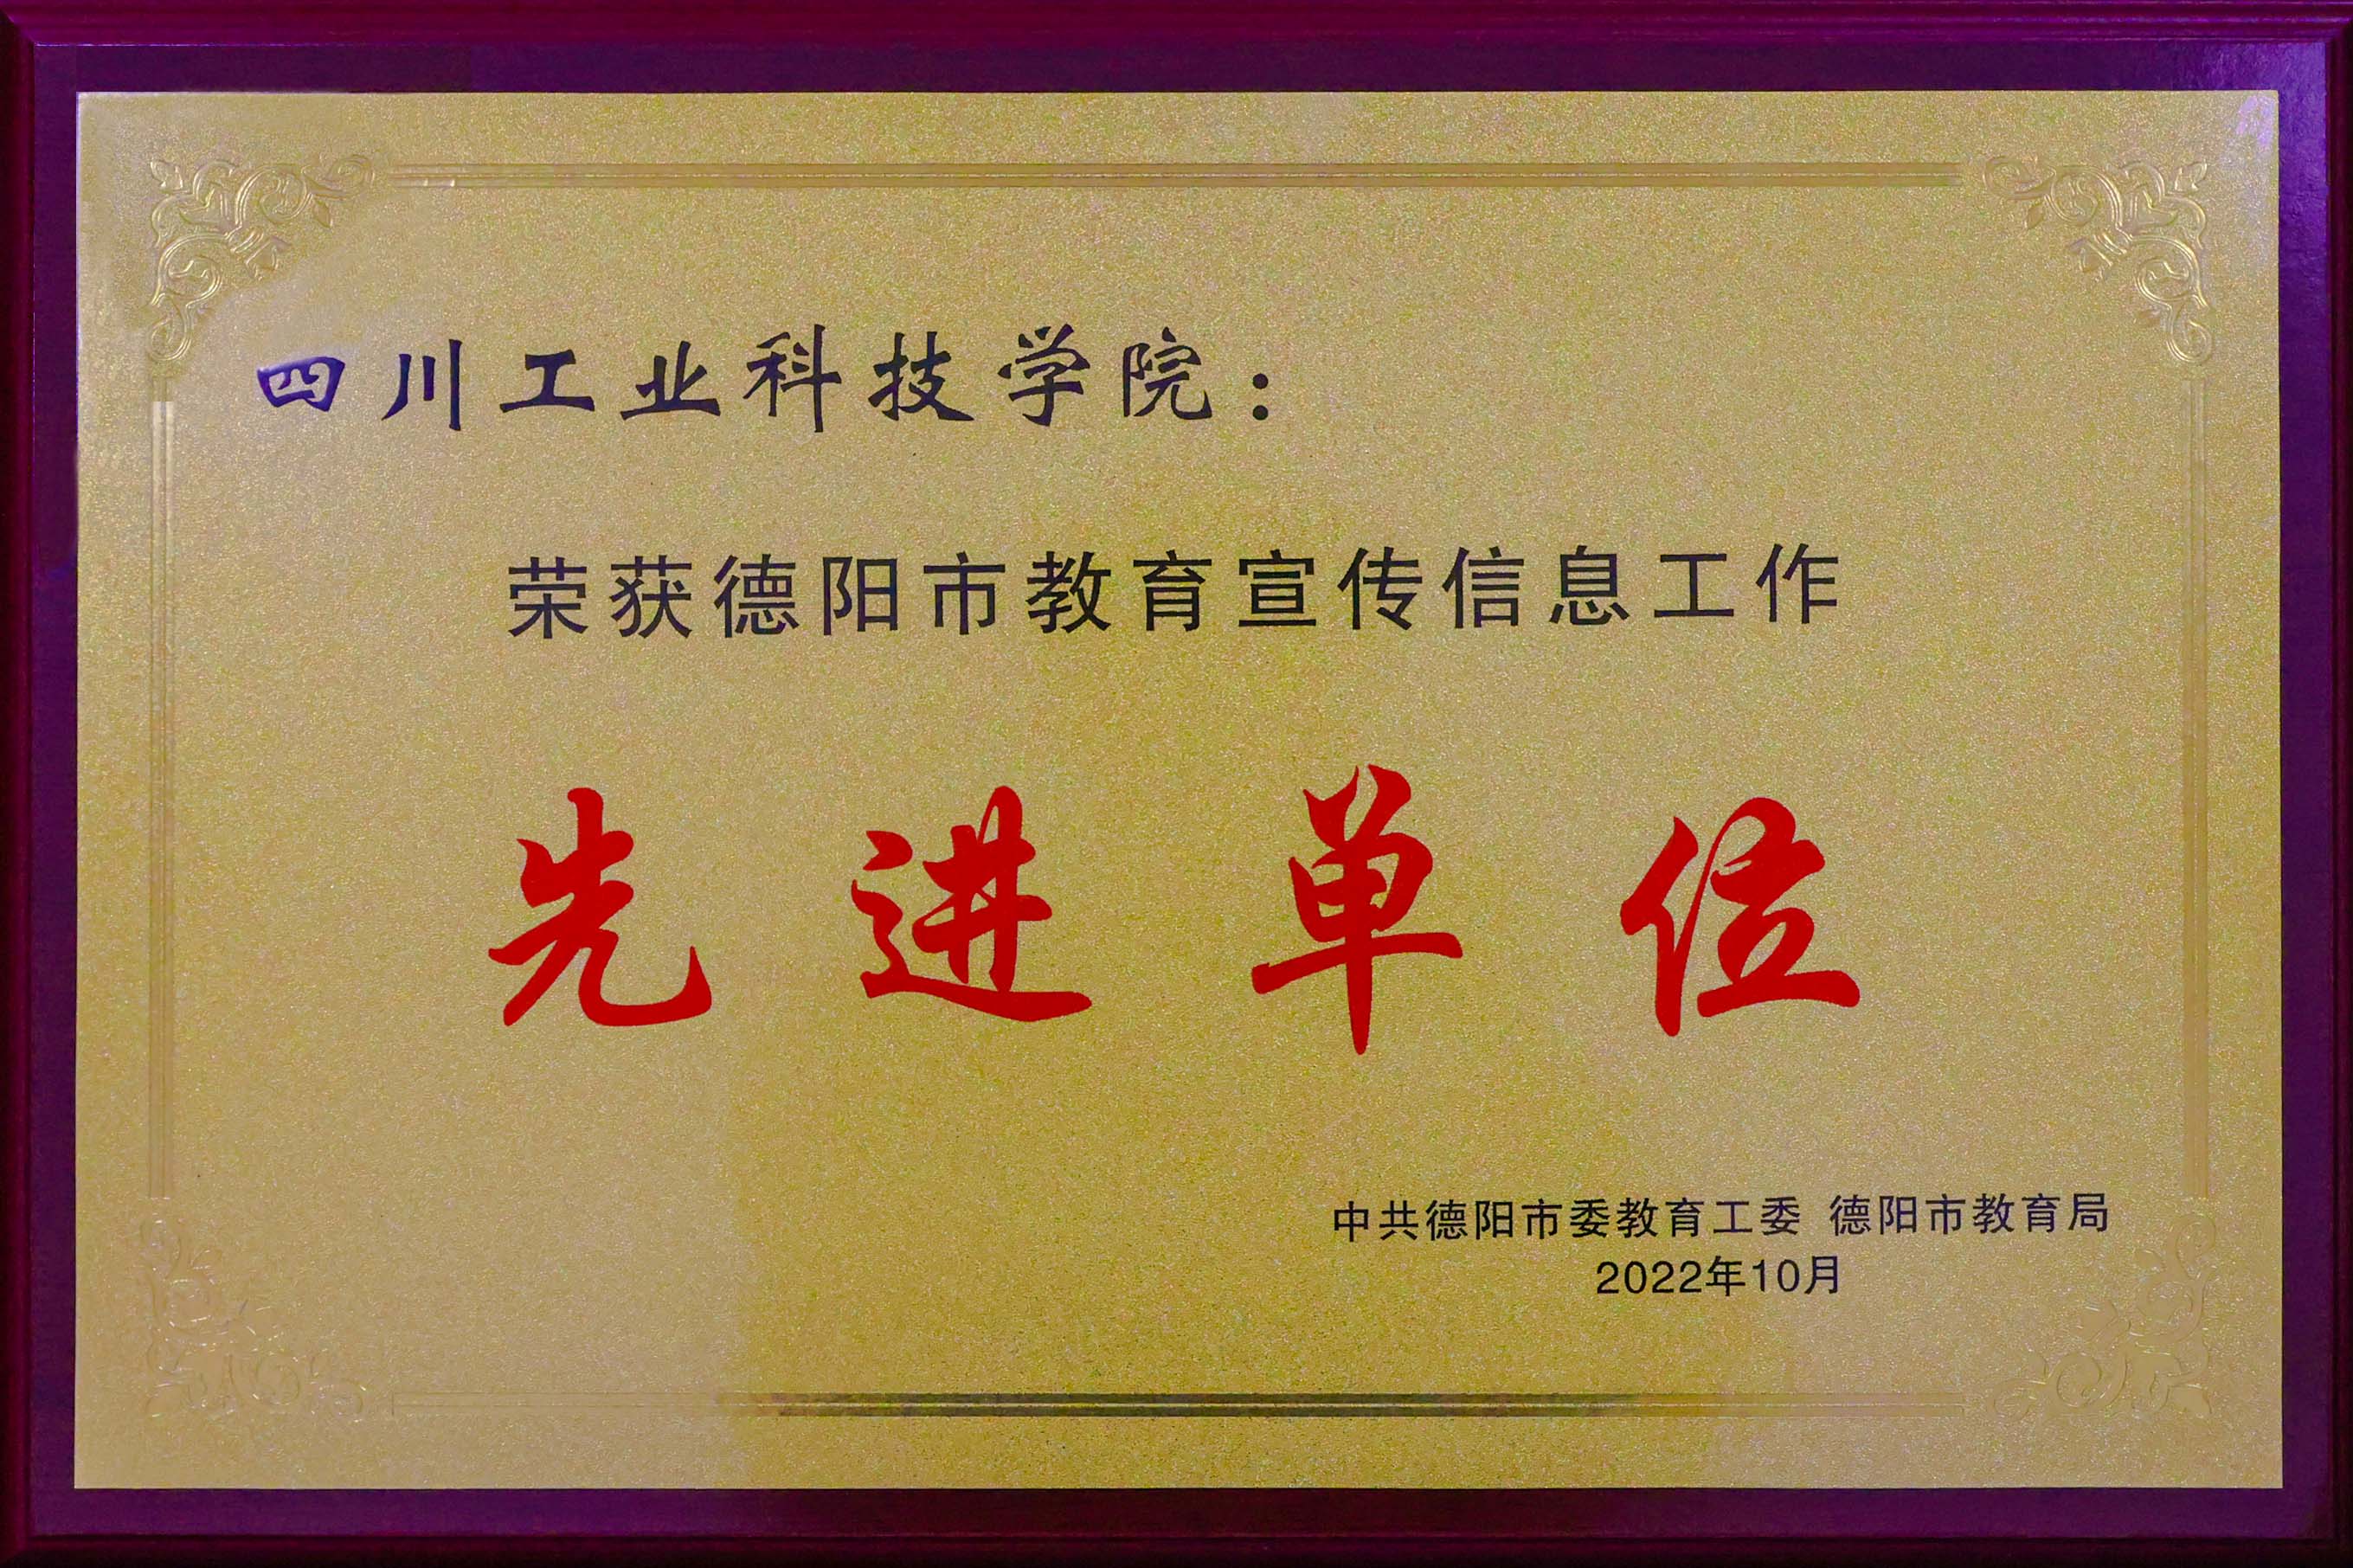 四川工业科技学院：
荣获德阳市教育宣传信息工作
先进单位
中共德阳市委教育工委 德阳市教育局
2022年10月